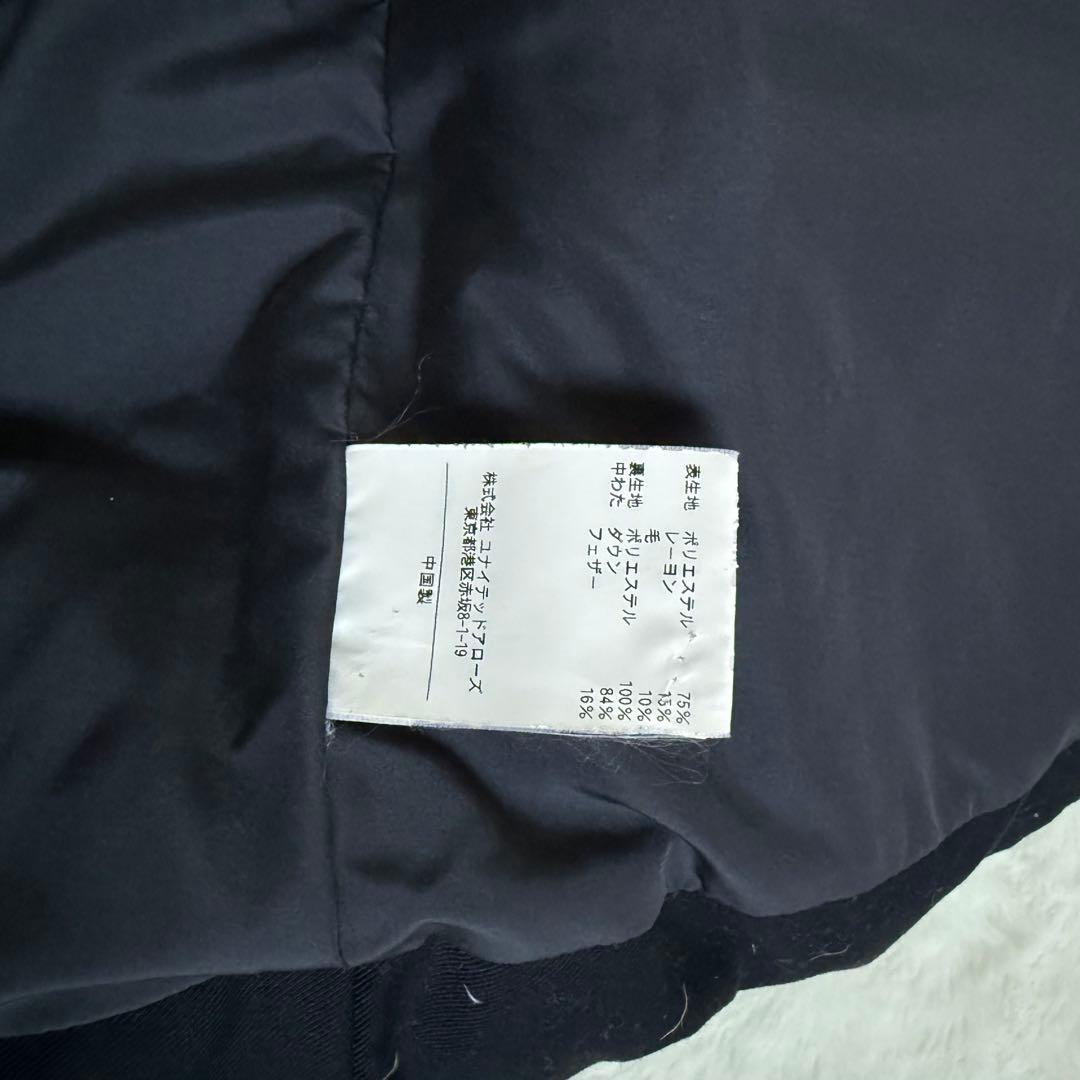 表生地 ポリエステル 75%
レーヨン 15%
毛 10%
裏生地 ポリエステル 100%
中わた ダウン 84%
フェザー 16%
株式会社 ユナイテッドアローズ
東京都港区赤坂8-1-19
中国製